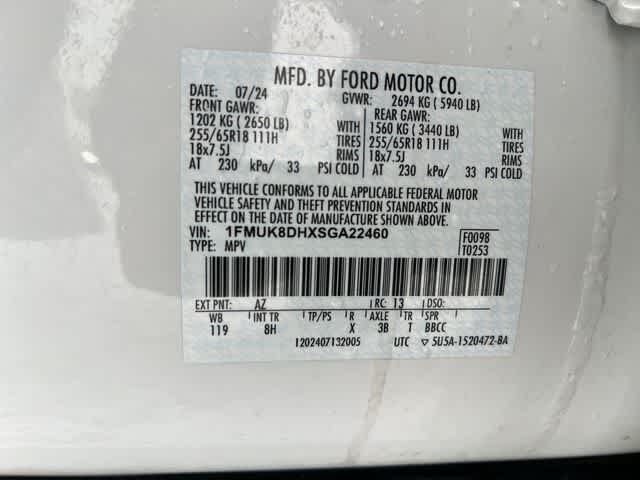 MFD. BY FORD MOTOR CO.
DATE: 07/24 GVWR: 2694 KG ( 5940 LB)
FRONT GAWR: REAR GAWR:
1202 KG ( 2650 LB) WITH 1560 KG ( 3440 LB) WITH
255/65R18 111H TIRES 255/65R18 111H TIRES
18x7.5J RIMS 18x7.5J RIMS
AT 230 kPa/ 33 PSI COLD AT 230 kPa/ 33 PSI COLD
THIS VEHICLE CONFORMS TO ALL APPLICABLE FEDERAL MOTOR
VEHICLE SAFETY AND THEFT PREVENTION STANDARDS IN
EFFECT ON THE DATE OF MANUFACTURE SHOWN ABOVE.
VIN: 1FMUK8DHXSGA22460 F0098
TYPE: MPV T0253
EXT PNT: AZ RC: 13 DSO:
WB INT TR TP/PS R AXLE TR SPR
119 8H X 3B T BBCC
1202407132005 UTC ▽ 5U5A-1520472-BA